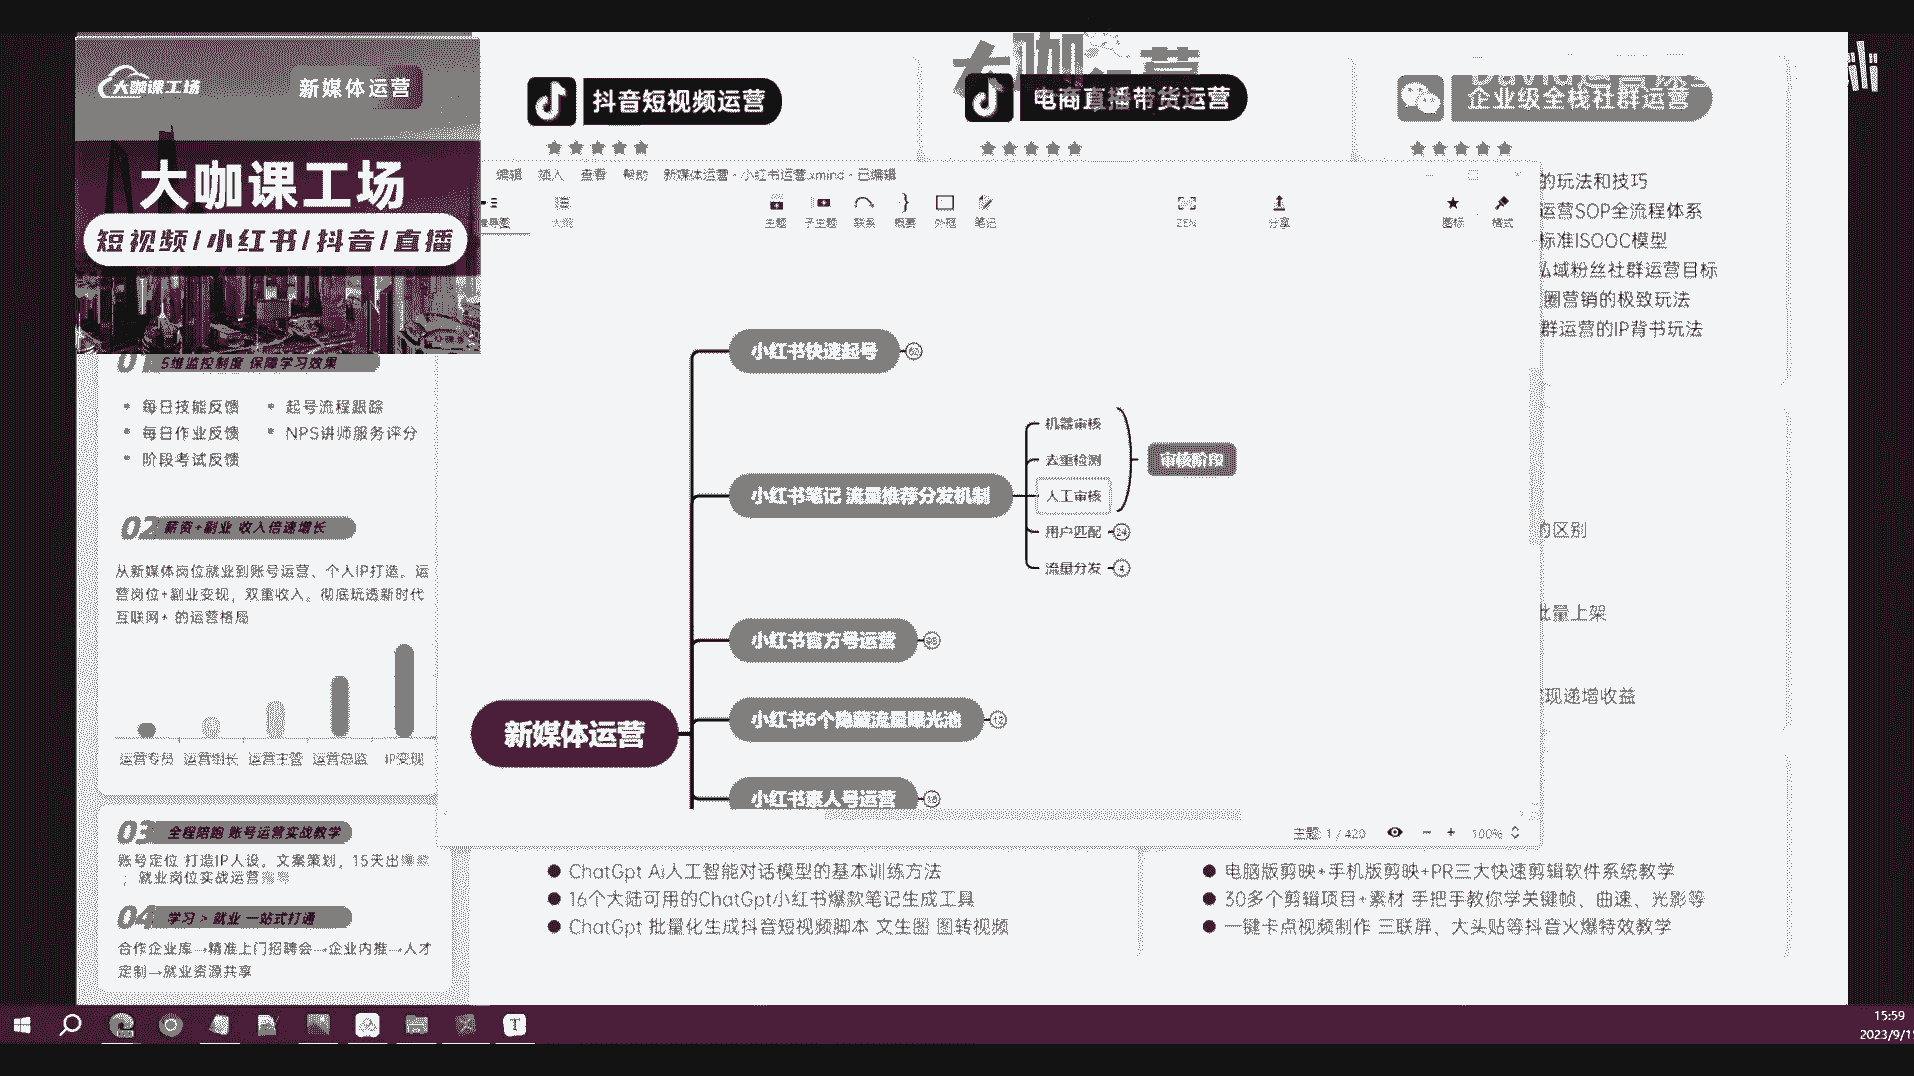 大咖课工场
新媒体运营
大咖课工场
短视频/小红书/抖音/直播
大咖运营
抖音短视频运营
电商直播带货运营
企业级全栈社群运营
的玩法和技巧
运营SOP全流程体系
标准ISOOC模型
私域粉丝社群运营目标
圈营销的极致玩法
群运营的IP背书玩法
的区别
批量上架
现递增收益
编辑 插入 查看 帮助 新媒体运营 - 小红书运营.xmind - 已编辑
大纲 主题 子主题 联系 概要 外框 笔记 ZEN 分享 图标 格式
小红书快速起号 62
小红书笔记 流量推荐分发机制
机器审核
去重检测
人工审核
审核阶段
用户匹配 24
流量分发 4
小红书官方号运营
新媒体运营
小红书6个隐藏流量曝光池
小红书素人号运营
主题: 1 / 420
100%
01 5维监控制度 保障学习效果
每日技能反馈
起号流程跟踪
每日作业反馈
NPS讲师服务评分
阶段考试反馈
02 薪资+副业 收入倍速增长
从新媒体岗位就业到账号运营、个人IP打造。运
营岗位+副业变现，双重收入。彻底玩透新时代
互联网+ 的运营格局
运营专员 运营组长 运营主管 运营总监 IP变现
03 全程陪跑 账号运营实战教学
账号定位 打造IP人设。文案策划，15天出爆款
；就业岗位实战运营
04 学习 > 就业 一站式打通
合作企业库→精准上门招聘会→企业内推→人才
定制→就业资源共享
ChatGpt Ai人工智能对话模型的基本训练方法
16个大陆可用的ChatGpt小红书爆款笔记生成工具
ChatGpt 批量化生成抖音短视频脚本 文生图 图转视频
电脑版剪映+手机版剪映+PR三大快速剪辑软件系统教学
30多个剪辑项目+素材 手把手教你学关键帧、曲速、光影等
一键卡点视频制作 三联屏、大头贴等抖音火爆特效教学
T
15:59
2023/9/1